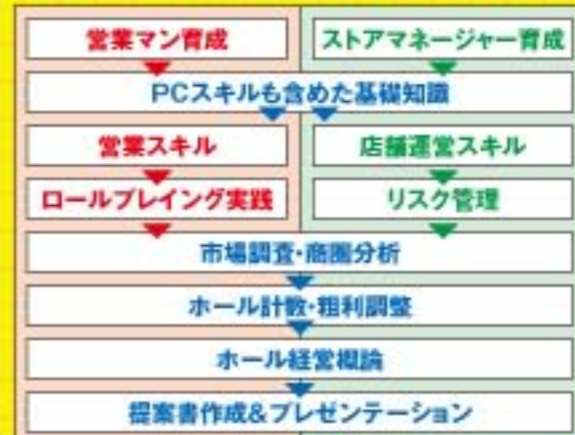 営業マン育成
ストアマネージャー育成
PCスキルも含めた基礎知識
営業スキル
店舗運営スキル
ロールプレイング実践
リスク管理
市場調査・商圏分析
ホール計数・粗利調整
ホール経営概論
提案書作成&プレゼンテーション